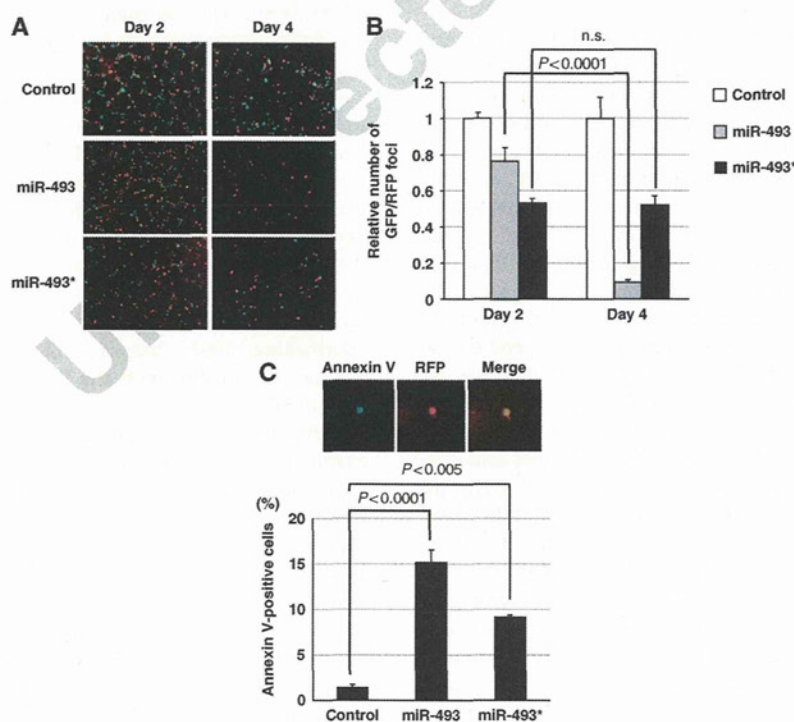 A
Day 2 Day 4
Control
miR-493
miR-493*
B
n.s.
P<0.0001
Relative number of
GFP/RFP foci
1.2
1
0.8
0.6
0.4
0.2
0
Day 2 Day 4
Control
miR-493
miR-493*
C
Annexin V RFP Merge
P<0.005
P<0.0001
(%)
Annexin V-positive cells
20
15
10
5
0
Control miR-493 miR-493*